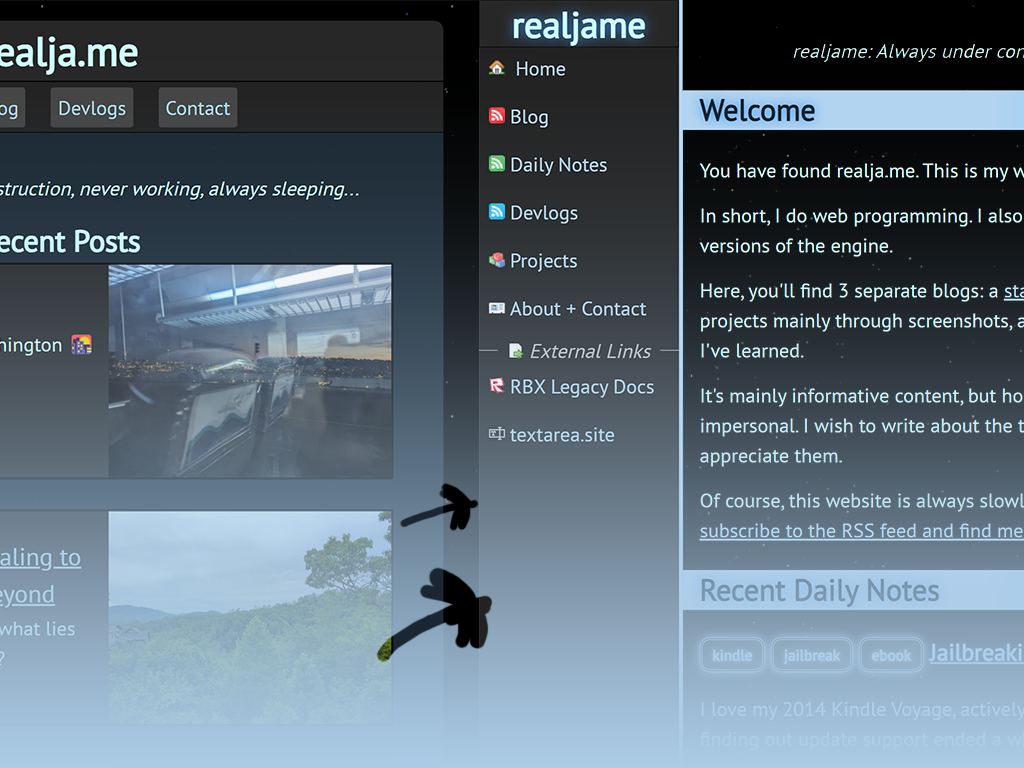 ealja.me
og
Devlogs
Contact
struction, never working, always sleeping...
ecent Posts
hington
aling to
eyond
what lies
?
realjame
Home
Blog
Daily Notes
Devlogs
Projects
About + Contact
External Links
RBX Legacy Docs
textarea.site
realjame: Always under con
Welcome
You have found realja.me. This is my w
In short, I do web programming. I also
versions of the engine.
Here, you'll find 3 separate blogs: a sta
projects mainly through screenshots, a
I've learned.
It's mainly informative content, but ho
impersonal. I wish to write about the t
appreciate them.
Of course, this website is always slowl
subscribe to the RSS feed and find me
Recent Daily Notes
kindle
jailbreak
ebook
Jailbreaki
I love my 2014 Kindle Voyage, actively
finding out update support ended a w